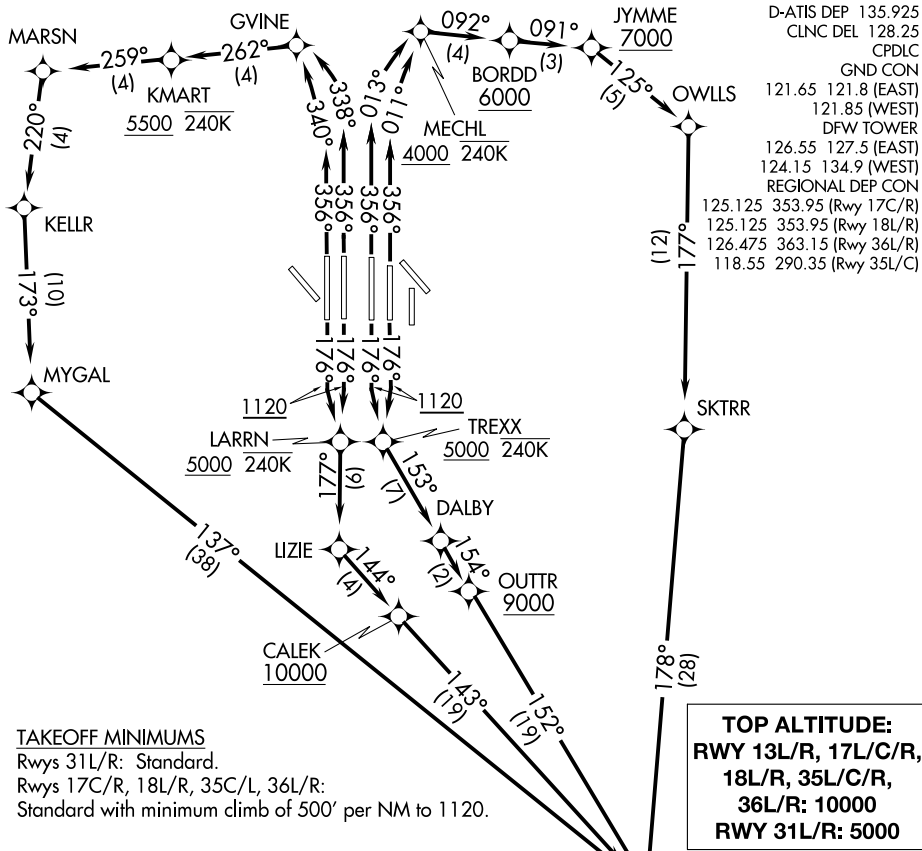 D-ATIS DEP 135.925
CLNC DEL 128.25
CPDLC
GND CON
121.65 121.8 (EAST)
121.85 (WEST)
DFW TOWER
126.55 127.5 (EAST)
124.15 134.9 (WEST)
REGIONAL DEP CON
125.125 353.95 (Rwy 17C/R)
125.125 353.95 (Rwy 18L/R)
126.475 363.15 (Rwy 36L/R)
118.55 290.35 (Rwy 35L/C)
MARSN
259°
(4)
KMART
5500 240K
262°
(4)
GVINE
092°
(4)
BORDD
6000
091°
(3)
JYMME
7000
125°
(5)
OWLLS
MECHL
4000 240K
220°
(4)
KELLR
173°
(10)
MYGAL
340°
338°
013°
011°
356°
356°
356°
356°
176°
176°
176°
176°
177°
(12)
SKTRR
1120
1120
LARRN
5000 240K
TREXX
5000 240K
177°
(6)
153°
(7)
DALBY
154°
(2)
OUTTR
9000
LIZIE
144°
(4)
CALEK
10000
137°
(38)
143°
(19)
152°
(19)
178°
(28)
TAKEOFF MINIMUMS
Rwys 31L/R: Standard.
Rwys 17C/R, 18L/R, 35C/L, 36L/R:
Standard with minimum climb of 500' per NM to 1120.
TOP ALTITUDE:
RWY 13L/R, 17L/C/R,
18L/R, 35L/C/R,
36L/R: 10000
RWY 31L/R: 5000